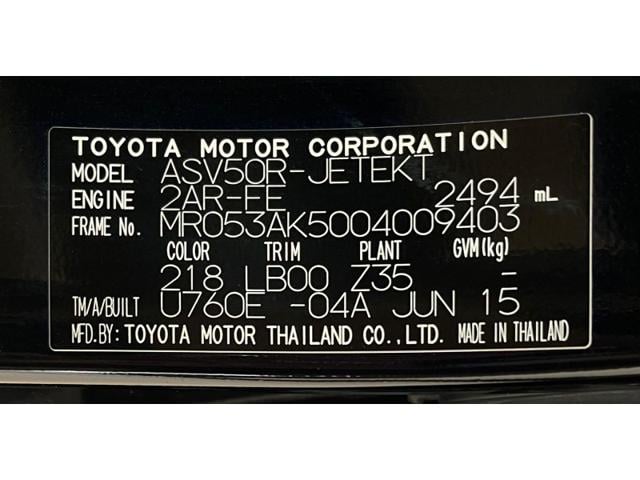 TOYOTA MOTOR CORPORATION
MODEL ASV50R-JETEKT
ENGINE 2AR-FE 2494 mL
FRAME No. MR053AK5004009403
COLOR TRIM PLANT GVM(kg)
218 LB00 Z35 -
TM/A/BUILT U760E -04A JUN 15
MFD.BY: TOYOTA MOTOR THAILAND CO.,LTD. MADE IN THAILAND